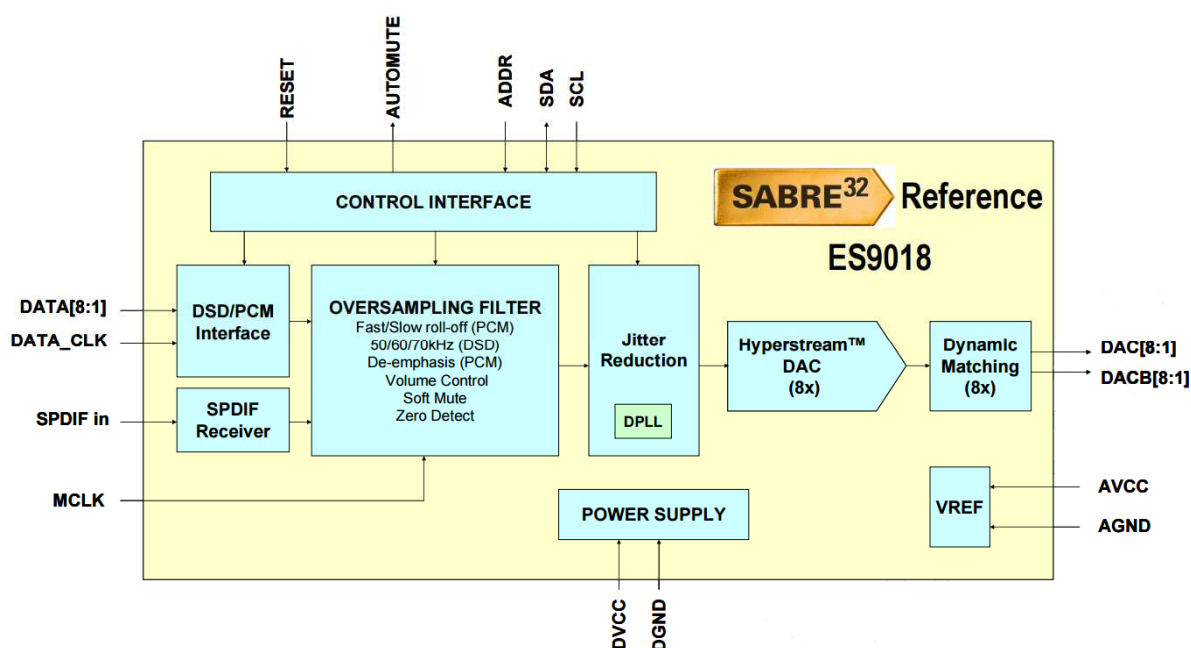 RESET
AUTOMUTE
ADDR
SDA
SCL
CONTROL INTERFACE
SABRE32 Reference
ES9018
DATA[8:1]
DATA_CLK
DSD/PCM
Interface
OVERSAMPLING FILTER
Fast/Slow roll-off (PCM)
50/60/70kHz (DSD)
De-emphasis (PCM)
Volume Control
Soft Mute
Zero Detect
Jitter
Reduction
DPLL
Hyperstream™
DAC
(8x)
Dynamic
Matching
(8x)
DAC[8:1]
DACB[8:1]
SPDIF in
SPDIF
Receiver
MCLK
POWER SUPPLY
VREF
AVCC
AGND
DVCC
DGND